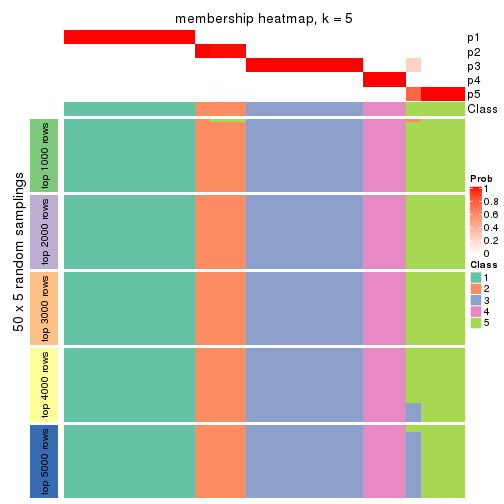 membership heatmap, k = 5
p1
p2
p3
p4
p5
Class
50 x 5 random samplings
top 1000 rows
top 2000 rows
top 3000 rows
top 4000 rows
top 5000 rows
Prob
1
0.8
0.6
0.4
0.2
0
Class
1
2
3
4
5